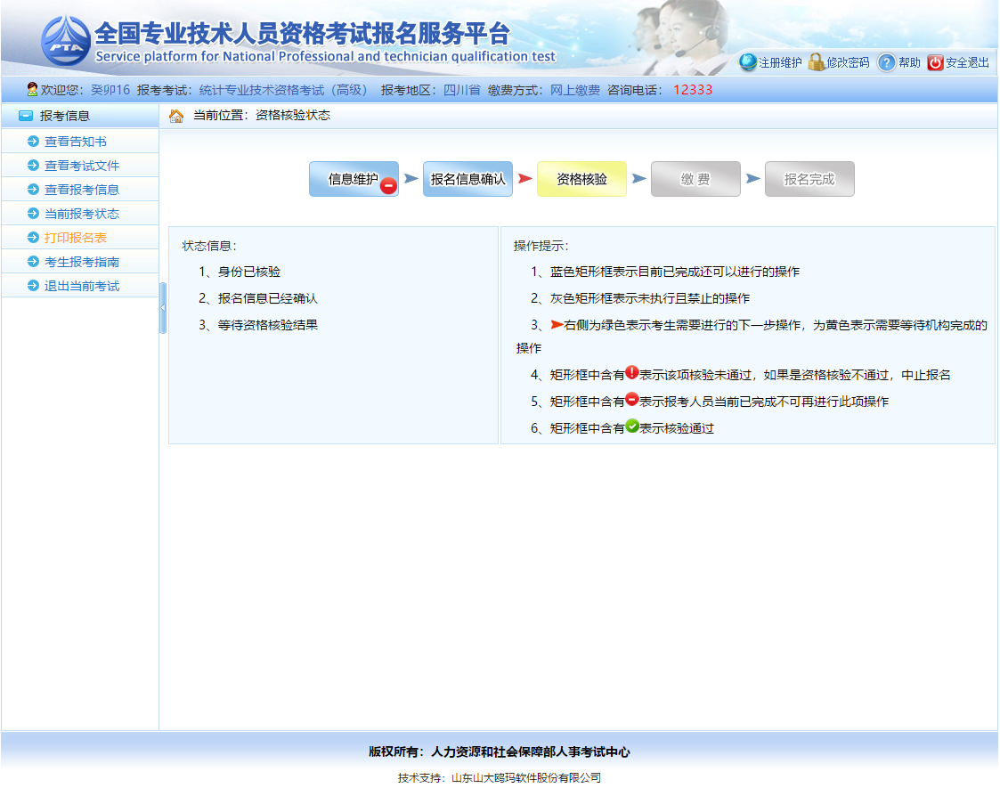 全国专业技术人员资格考试报名服务平台
Service platform for National Professional and technician qualification test
PTA
注册维护 修改密码 帮助 安全退出
欢迎您：癸卯16 报考考试：统计专业技术资格考试（高级） 报考地区：四川省 缴费方式：网上缴费 咨询电话： 12333
报考信息
当前位置：资格核验状态
查看告知书
查看考试文件
查看报考信息
当前报考状态
打印报名表
考生报考指南
退出当前考试
信息维护 报名信息确认 资格核验 缴 费 报名完成
状态信息：
1、身份已核验
2、报名信息已经确认
3、等待资格核验结果
操作提示：
1、蓝色矩形框表示目前已完成还可以进行的操作
2、灰色矩形框表示未执行且禁止的操作
3、右侧为绿色表示考生需要进行的下一步操作，为黄色表示需要等待机构完成的
操作
4、矩形框中含有表示该项核验未通过，如果是资格核验不通过，中止报名
5、矩形框中含有表示报考人员当前已完成不可再进行此项操作
6、矩形框中含有表示核验通过
版权所有：人力资源和社会保障部人事考试中心
技术支持：山东山大鸥玛软件股份有限公司